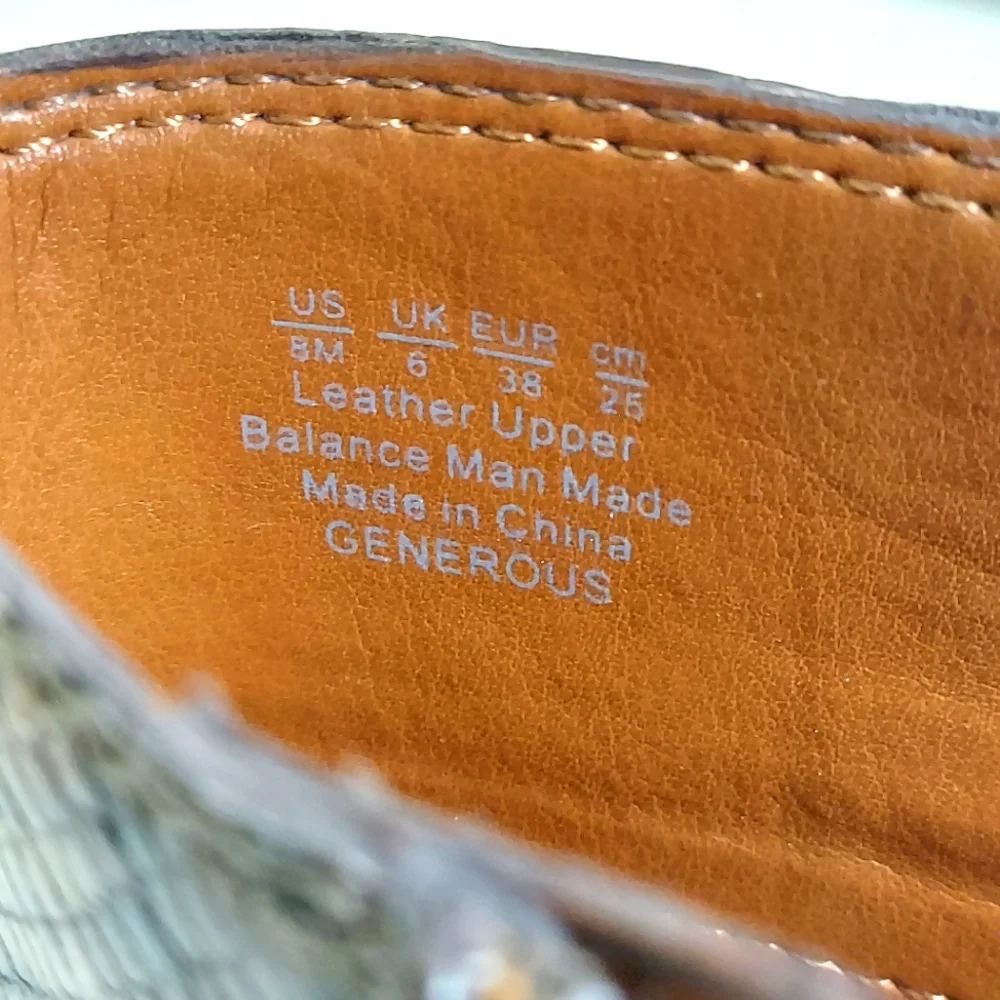 US UK EUR cm
8M 6 38 25
Leather Upper
Balance Man Made
Made in China
GENEROUS